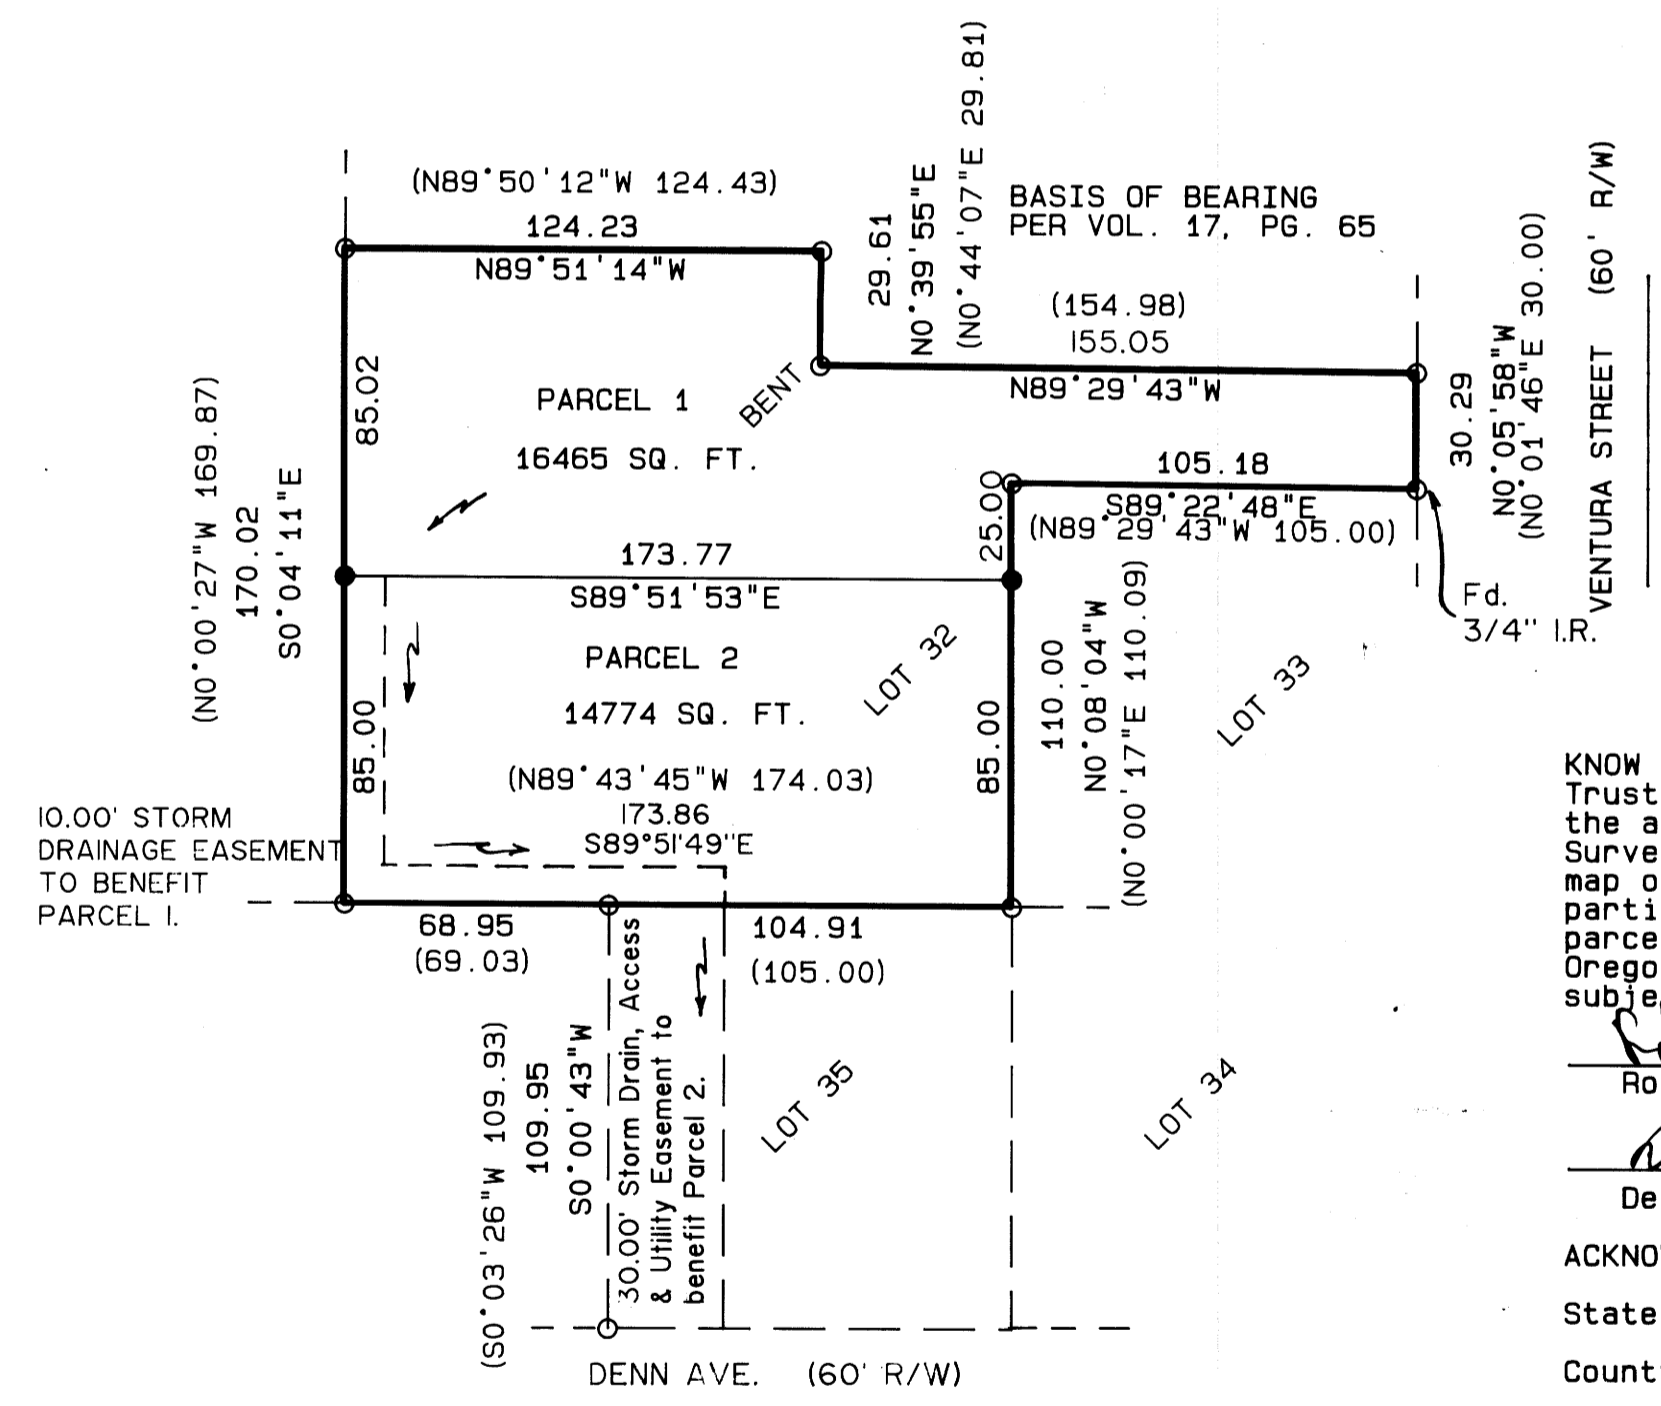 (N89°50'12"W 124.43)
124.23
N89°51'14"W
29.61
N0°39'55"E
(N0°44'07"E 29.81)
BASIS OF BEARING
PER VOL. 17, PG. 65
(154.98)
155.05
N89°29'43"W
30.29
N0°05'58"W
(N0°01'46"E 30.00)
VENTURA STREET (60' R/W)
85.02
PARCEL 1
16465 SQ. FT.
BENT
(N0°00'27"W 169.87)
170.02
S0°04'11"E
105.18
S89°22'48"E
(N89°29'43"W 105.00)
25.00
Fd.
3/4" I.R.
173.77
S89°51'53"E
PARCEL 2
14774 SQ. FT.
LOT 32
LOT 33
85.00
85.00
110.00
N0°08'04"W
(N0°00'17"E 110.09)
(N89°43'45"W 174.03)
173.86
S89°51'49"E
10.00' STORM
DRAINAGE EASEMENT
TO BENEFIT
PARCEL 1.
68.95
(69.03)
104.91
(105.00)
(S0°03'26"W 109.93)
109.95
S0°00'43"W
30.00' Storm Drain, Access
& Utility Easement to
benefit Parcel 2.
LOT 35
LOT 34
DENN AVE. (60' R/W)
KNOW
Trust
the a
Surve
map o
parti
parce
Orego
subje
Ro
De
ACKNO
State
Count